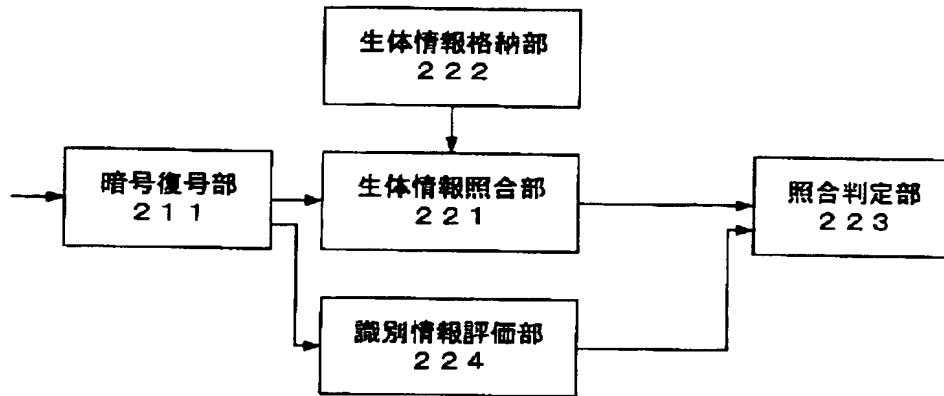 生体情報格納部
222
暗号復号部
211
生体情報照合部
221
照合判定部
223
識別情報評価部
224